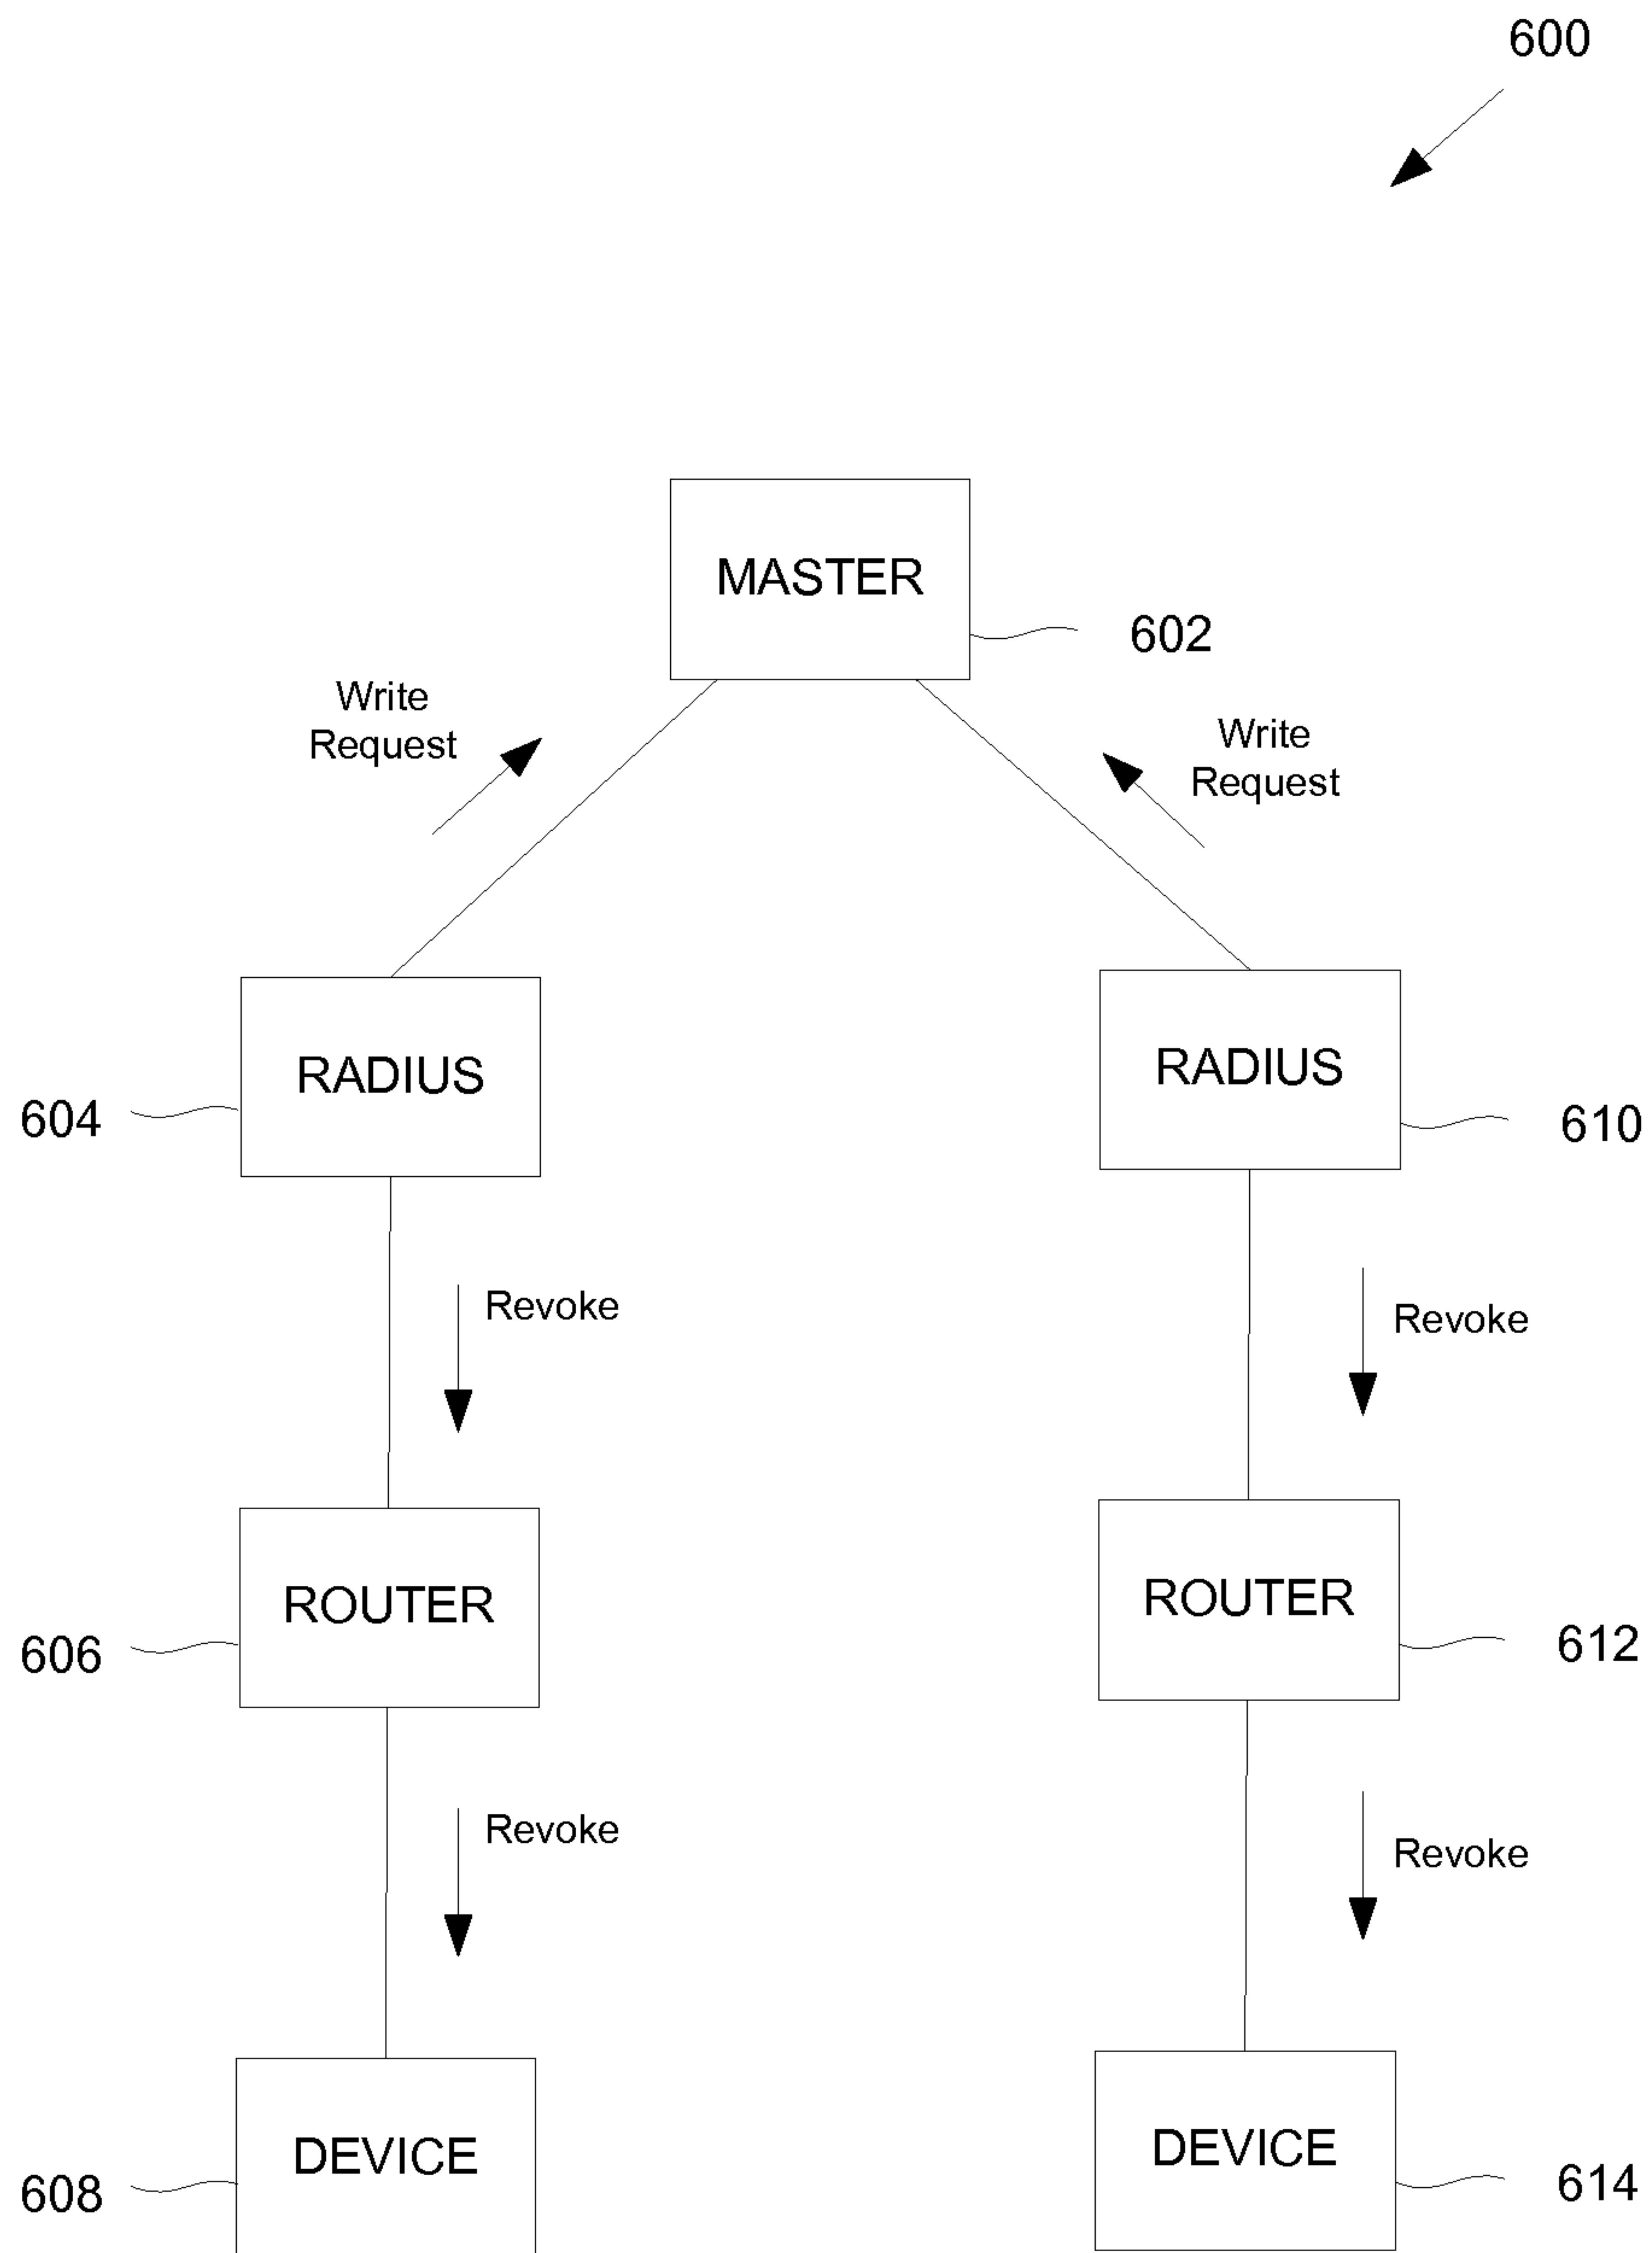 600
MASTER
602
Write
Request
Write
Request
RADIUS
604
RADIUS
610
Revoke
Revoke
ROUTER
606
ROUTER
612
Revoke
Revoke
DEVICE
608
DEVICE
614